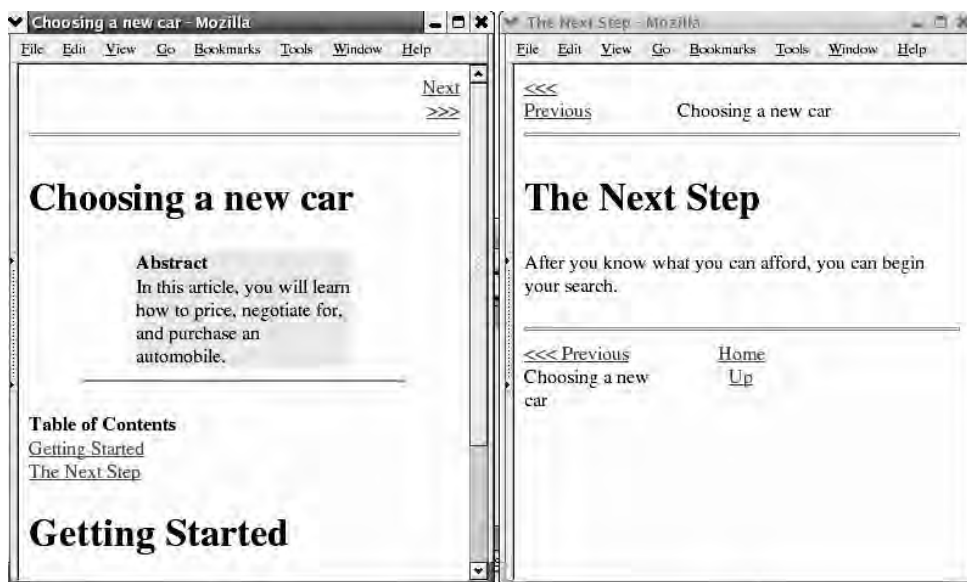 Choosing a new car - Mozilla
File Edit View Go Bookmarks Tools Window Help
Next
>>>
Choosing a new car
Abstract
In this article, you will learn
how to price, negotiate for,
and purchase an
automobile.
Table of Contents
Getting Started
The Next Step
Getting Started
The Next Step - Mozilla
File Edit View Go Bookmarks Tools Window Help
<<<
Previous Choosing a new car
The Next Step
After you know what you can afford, you can begin
your search.
<<< Previous Home
Choosing a new Up
car